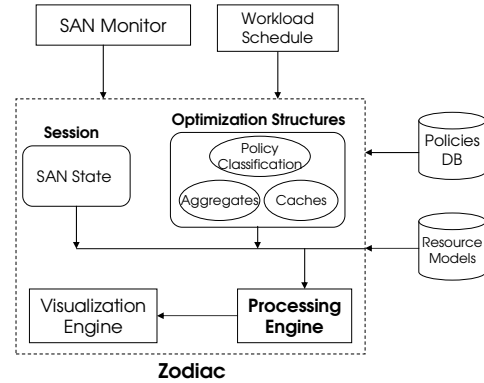 SAN Monitor
Workload
Schedule
Session
Optimization Structures
Policy
Classification
SAN State
Aggregates
Caches
Policies
DB
Resource
Models
Visualization
Engine
Processing
Engine
Zodiac